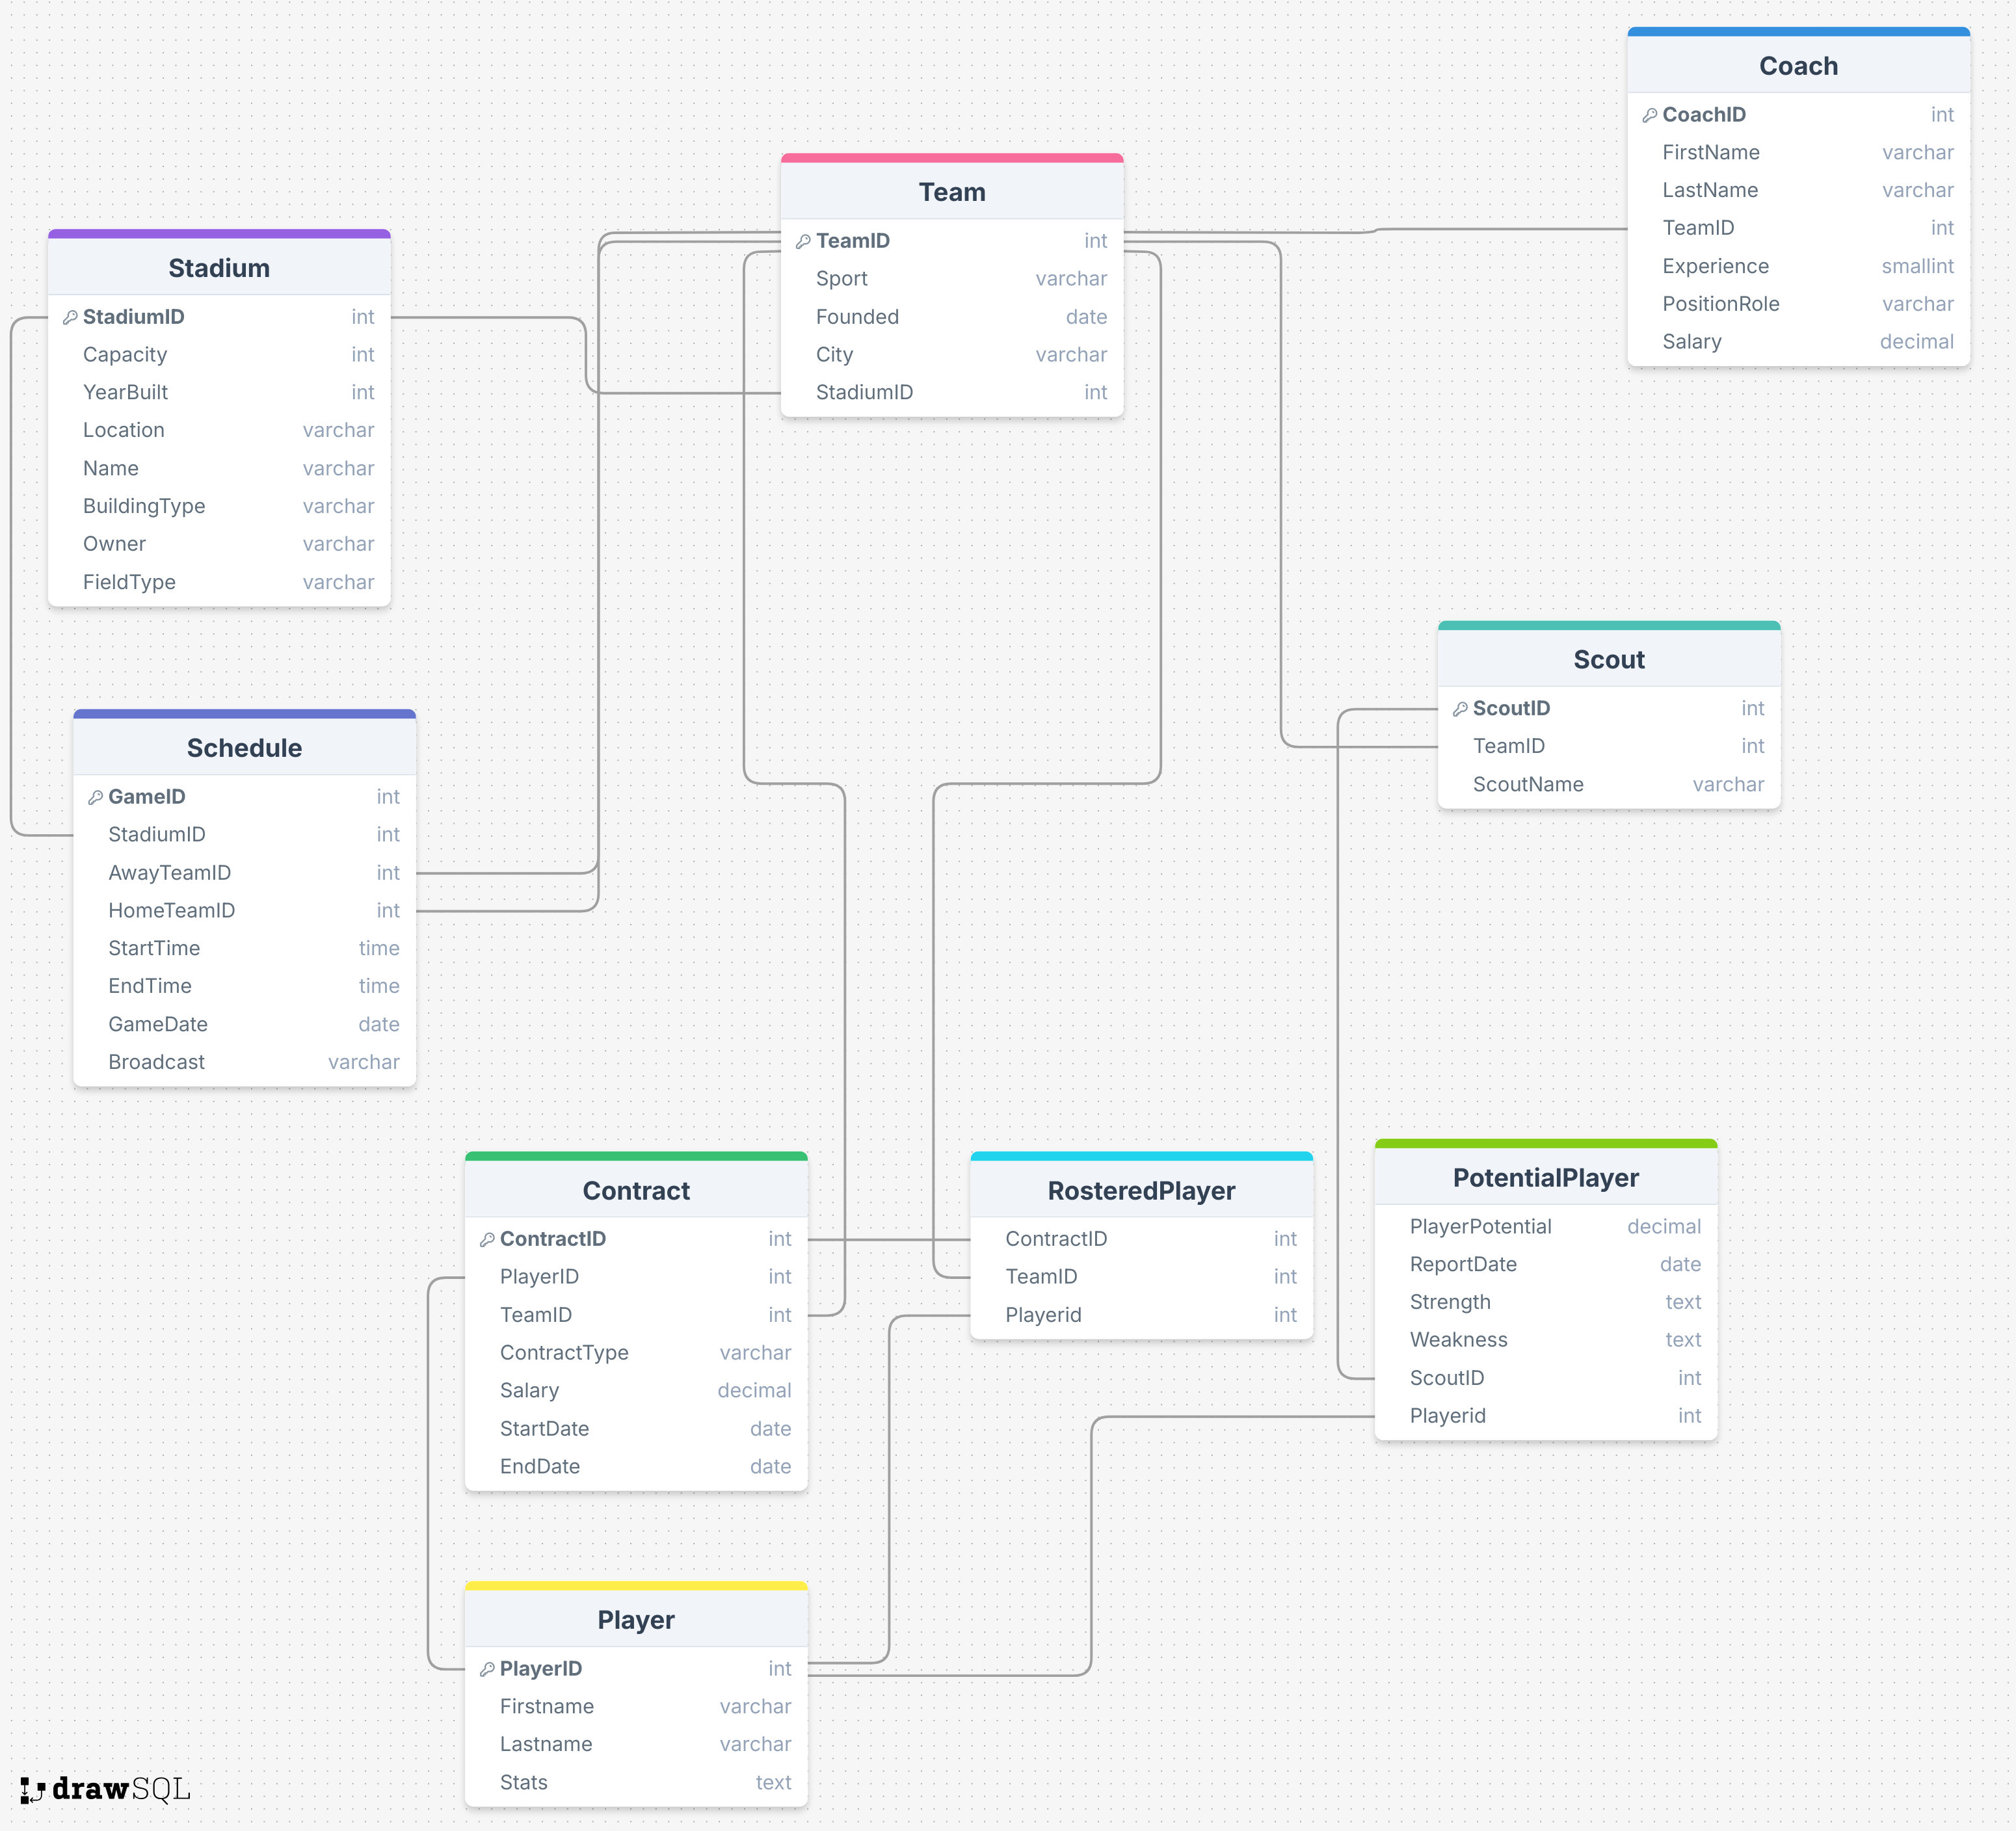 Coach
CoachID int
FirstName varchar
LastName varchar
TeamID int
Experience smallint
PositionRole varchar
Salary decimal
Team
TeamID int
Sport varchar
Founded date
City varchar
StadiumID int
Stadium
StadiumID int
Capacity int
YearBuilt int
Location varchar
Name varchar
BuildingType varchar
Owner varchar
FieldType varchar
Scout
ScoutID int
TeamID int
ScoutName varchar
Schedule
GameID int
StadiumID int
AwayTeamID int
HomeTeamID int
StartTime time
EndTime time
GameDate date
Broadcast varchar
Contract
ContractID int
PlayerID int
TeamID int
ContractType varchar
Salary decimal
StartDate date
EndDate date
RosteredPlayer
ContractID int
TeamID int
Playerid int
PotentialPlayer
PlayerPotential decimal
ReportDate date
Strength text
Weakness text
ScoutID int
Playerid int
Player
PlayerID int
Firstname varchar
Lastname varchar
Stats text
drawSQL